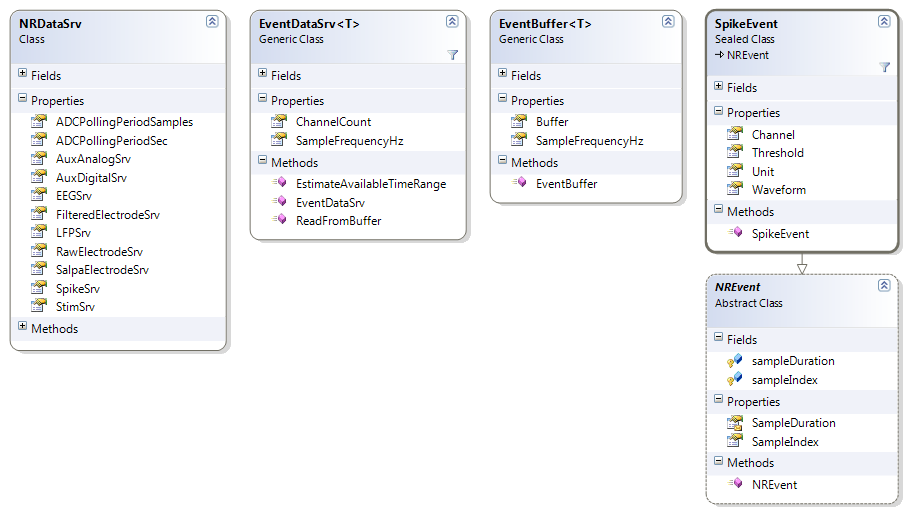 NRDataSrv
Class
Fields
Properties
ADCPollingPeriodSamples
ADCPollingPeriodSec
AuxAnalogSrv
AuxDigitalSrv
EEGSrv
FilteredElectrodeSrv
LFPSrv
RawElectrodeSrv
SalpaElectrodeSrv
SpikeSrv
StimSrv
Methods
EventDataSrv<T>
Generic Class
Fields
Properties
ChannelCount
SampleFrequencyHz
Methods
EstimateAvailableTimeRange
EventDataSrv
ReadFromBuffer
EventBuffer<T>
Generic Class
Fields
Properties
Buffer
SampleFrequencyHz
Methods
EventBuffer
SpikeEvent
Sealed Class
NREvent
Fields
Properties
Channel
Threshold
Unit
Waveform
Methods
SpikeEvent
NREvent
Abstract Class
Fields
sampleDuration
sampleIndex
Properties
SampleDuration
SampleIndex
Methods
NREvent